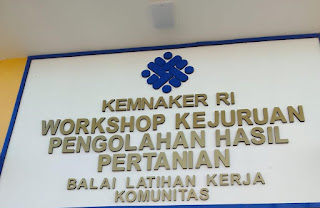 KEMNAKER RI
WORKSHOP KEJURUAN
PENGOLAHAN HASIL
PERTANIAN
BALAI LATIHAN KERJA
KOMUNITAS